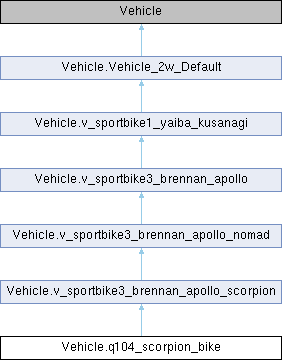 Vehicle
Vehicle.Vehicle_2w_Default
Vehicle.v_sportbike1_yaiba_kusanagi
Vehicle.v_sportbike3_brennan_apollo
Vehicle.v_sportbike3_brennan_apollo_nomad
Vehicle.v_sportbike3_brennan_apollo_scorpion
Vehicle.q104_scorpion_bike